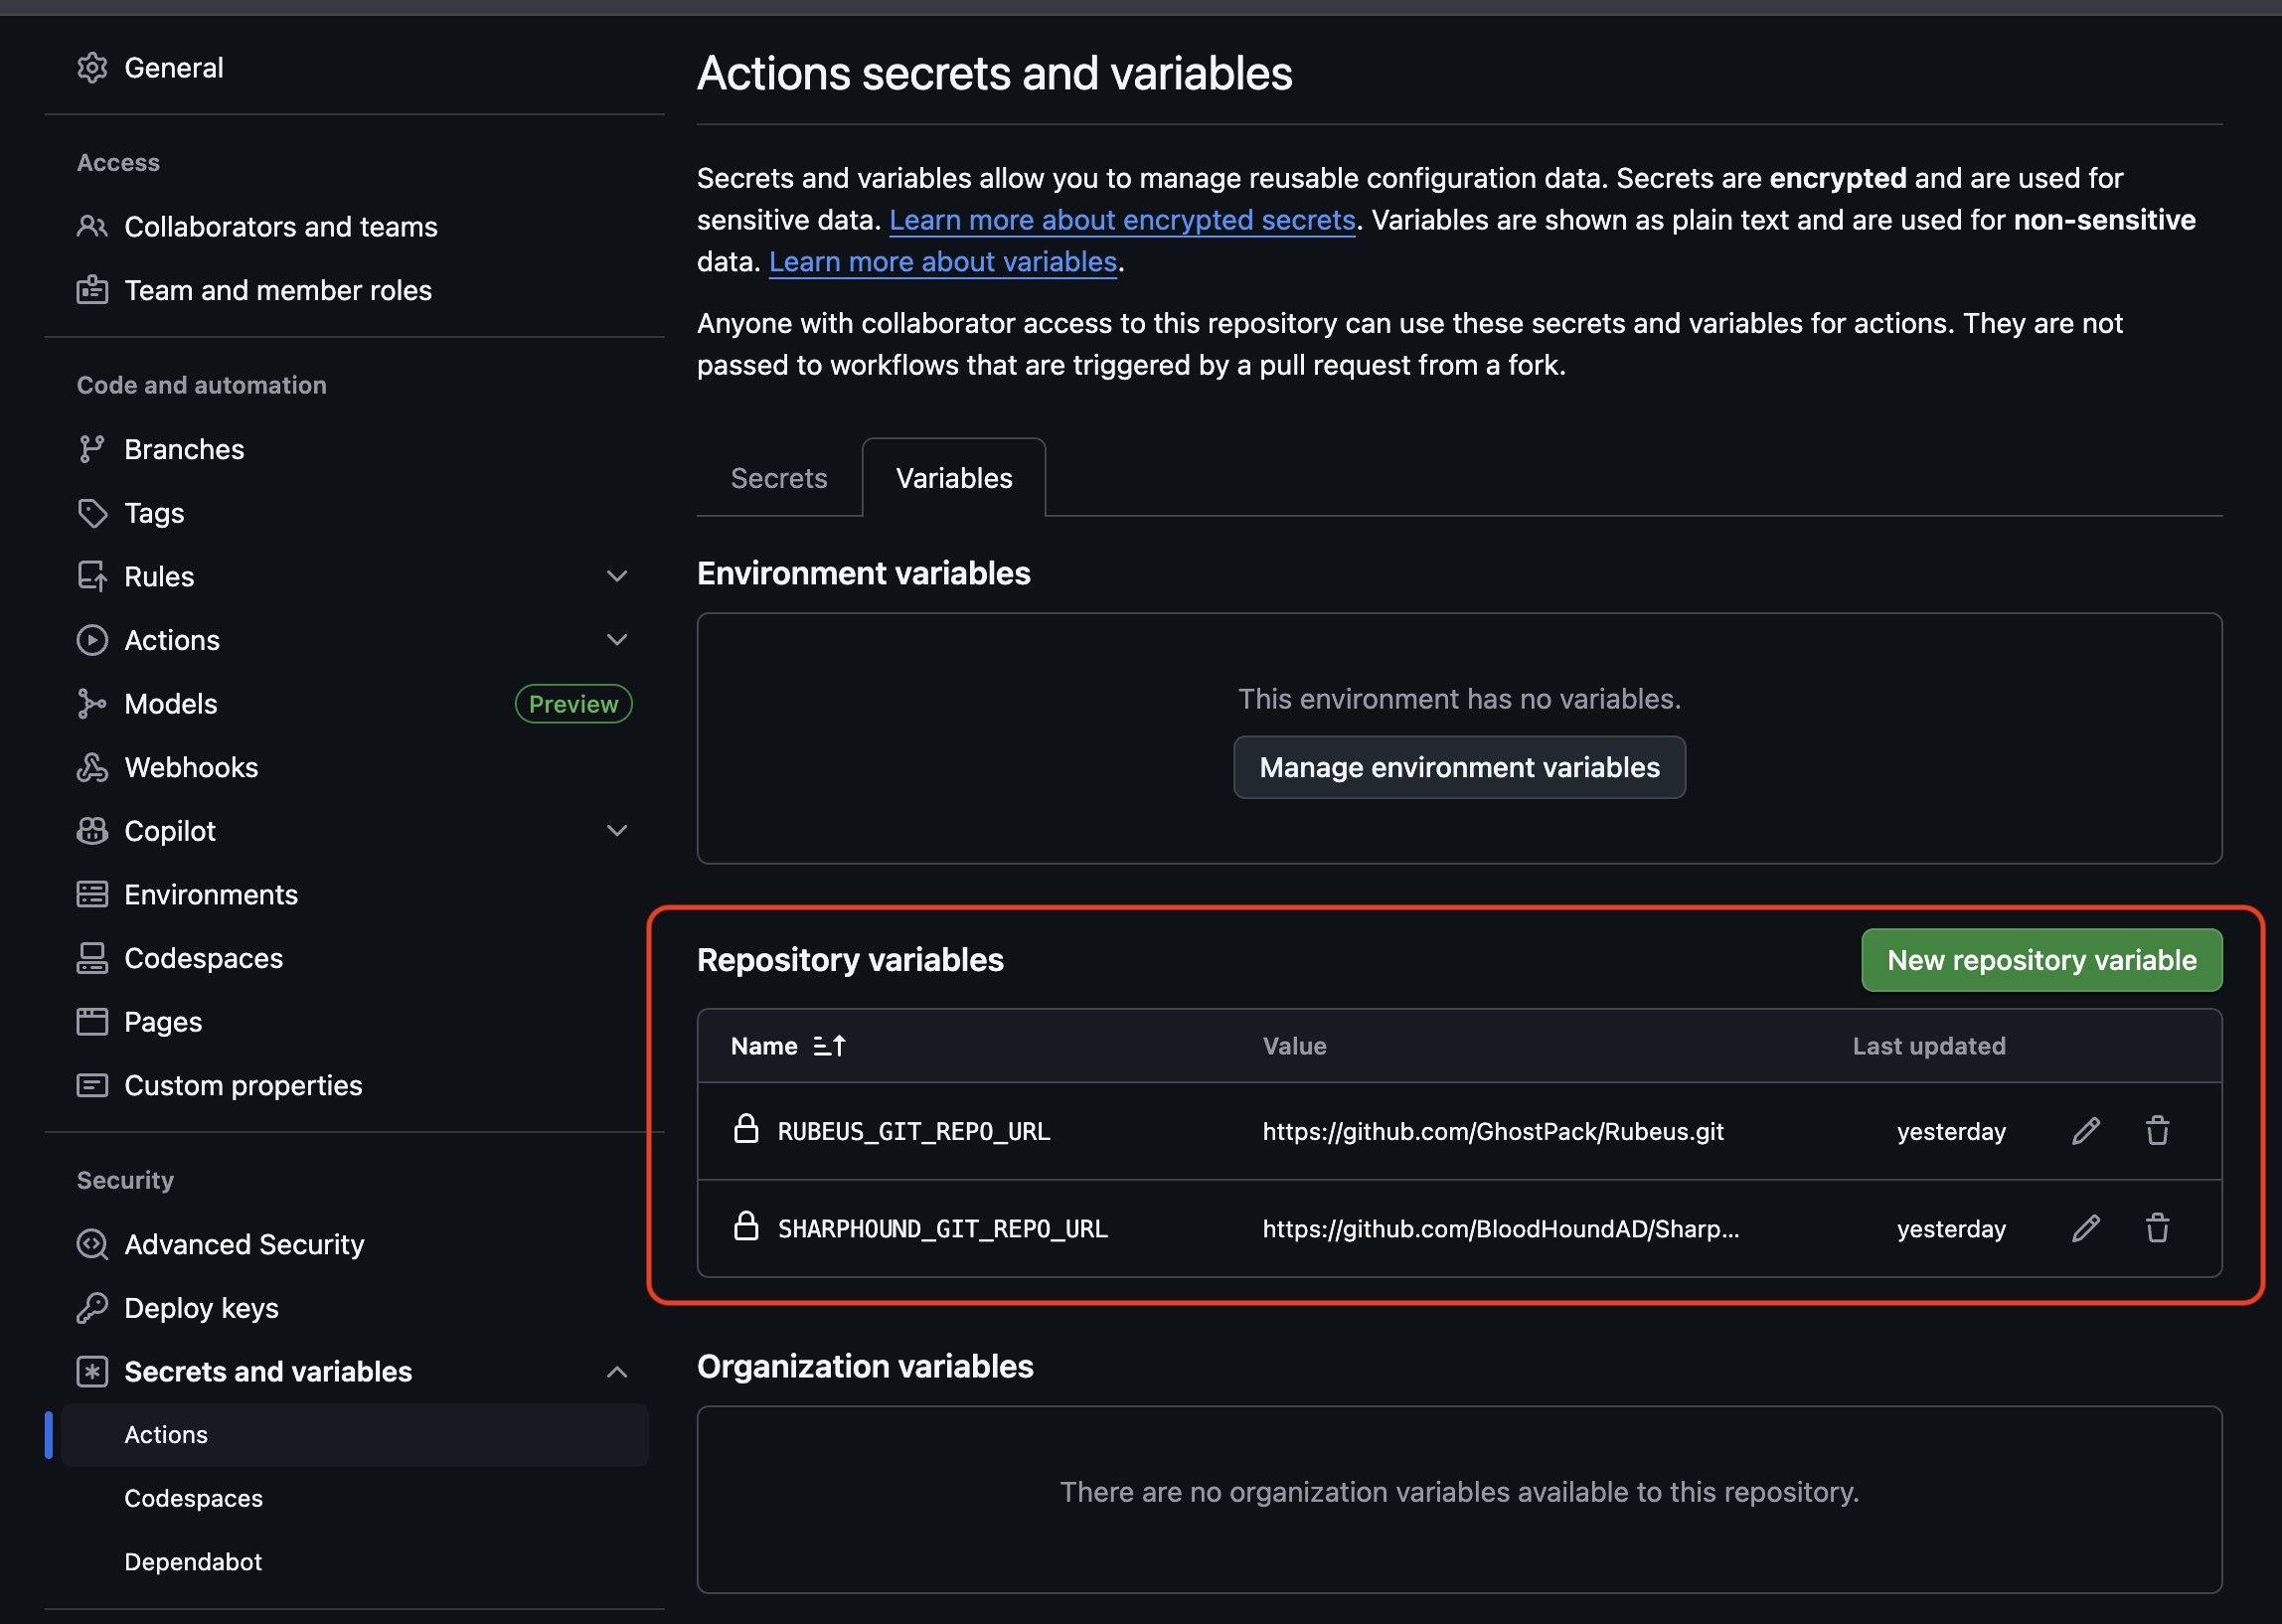 General
Access
Collaborators and teams
Team and member roles
Code and automation
Branches
Tags
Rules
Actions
Models
Preview
Webhooks
Copilot
Environments
Codespaces
Pages
Custom properties
Security
Advanced Security
Deploy keys
Secrets and variables
Actions
Codespaces
Dependabot
Actions secrets and variables
Secrets and variables allow you to manage reusable configuration data. Secrets are encrypted and are used for
sensitive data. Learn more about encrypted secrets. Variables are shown as plain text and are used for non-sensitive
data. Learn more about variables.
Anyone with collaborator access to this repository can use these secrets and variables for actions. They are not
passed to workflows that are triggered by a pull request from a fork.
Secrets Variables
Environment variables
This environment has no variables.
Manage environment variables
Repository variables
New repository variable
Name Value Last updated
RUBEUS_GIT_REPO_URL https://github.com/GhostPack/Rubeus.git yesterday
SHARPHOUND_GIT_REPO_URL https://github.com/BloodHoundAD/Sharp... yesterday
Organization variables
There are no organization variables available to this repository.